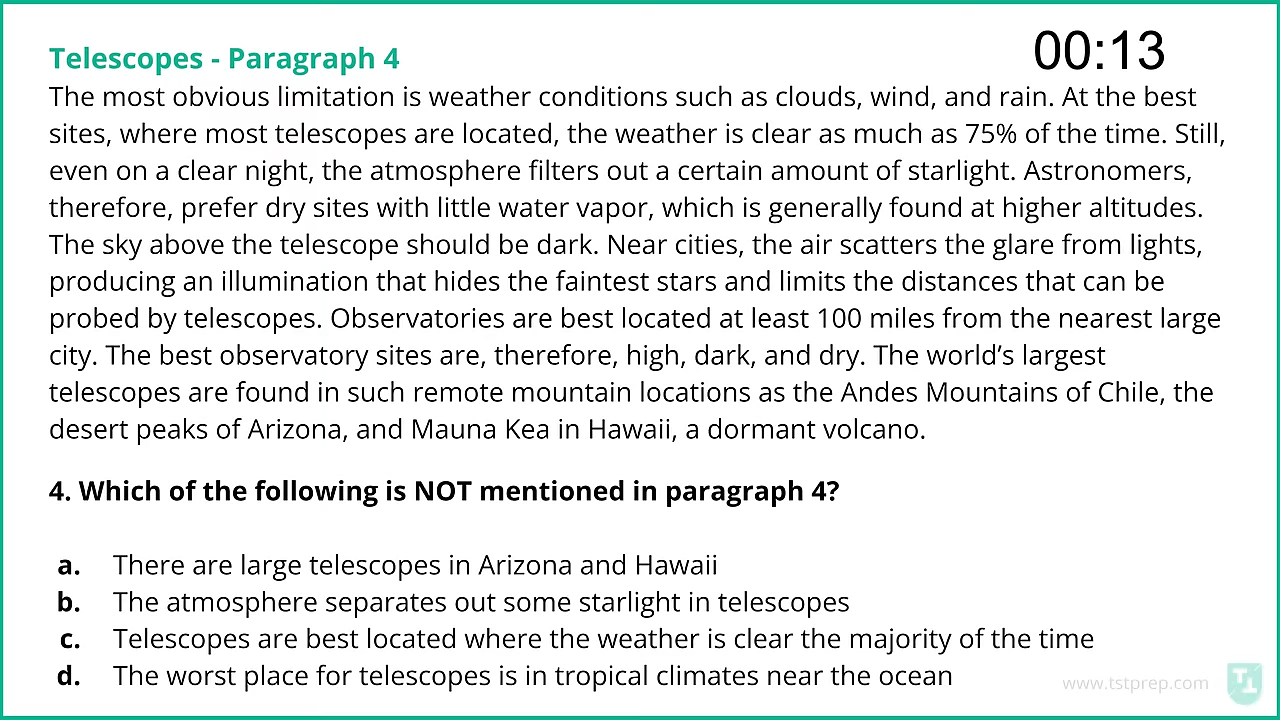 Telescopes - Paragraph 4
00:13
The most obvious limitation is weather conditions such as clouds, wind, and rain. At the best
sites, where most telescopes are located, the weather is clear as much as 75% of the time. Still,
even on a clear night, the atmosphere filters out a certain amount of starlight. Astronomers,
therefore, prefer dry sites with little water vapor, which is generally found at higher altitudes.
The sky above the telescope should be dark. Near cities, the air scatters the glare from lights,
producing an illumination that hides the faintest stars and limits the distances that can be
probed by telescopes. Observatories are best located at least 100 miles from the nearest large
city. The best observatory sites are, therefore, high, dark, and dry. The world’s largest
telescopes are found in such remote mountain locations as the Andes Mountains of Chile, the
desert peaks of Arizona, and Mauna Kea in Hawaii, a dormant volcano.
4. Which of the following is NOT mentioned in paragraph 4?
a. There are large telescopes in Arizona and Hawaii
b. The atmosphere separates out some starlight in telescopes
c. Telescopes are best located where the weather is clear the majority of the time
d. The worst place for telescopes is in tropical climates near the ocean
www.tstprep.com